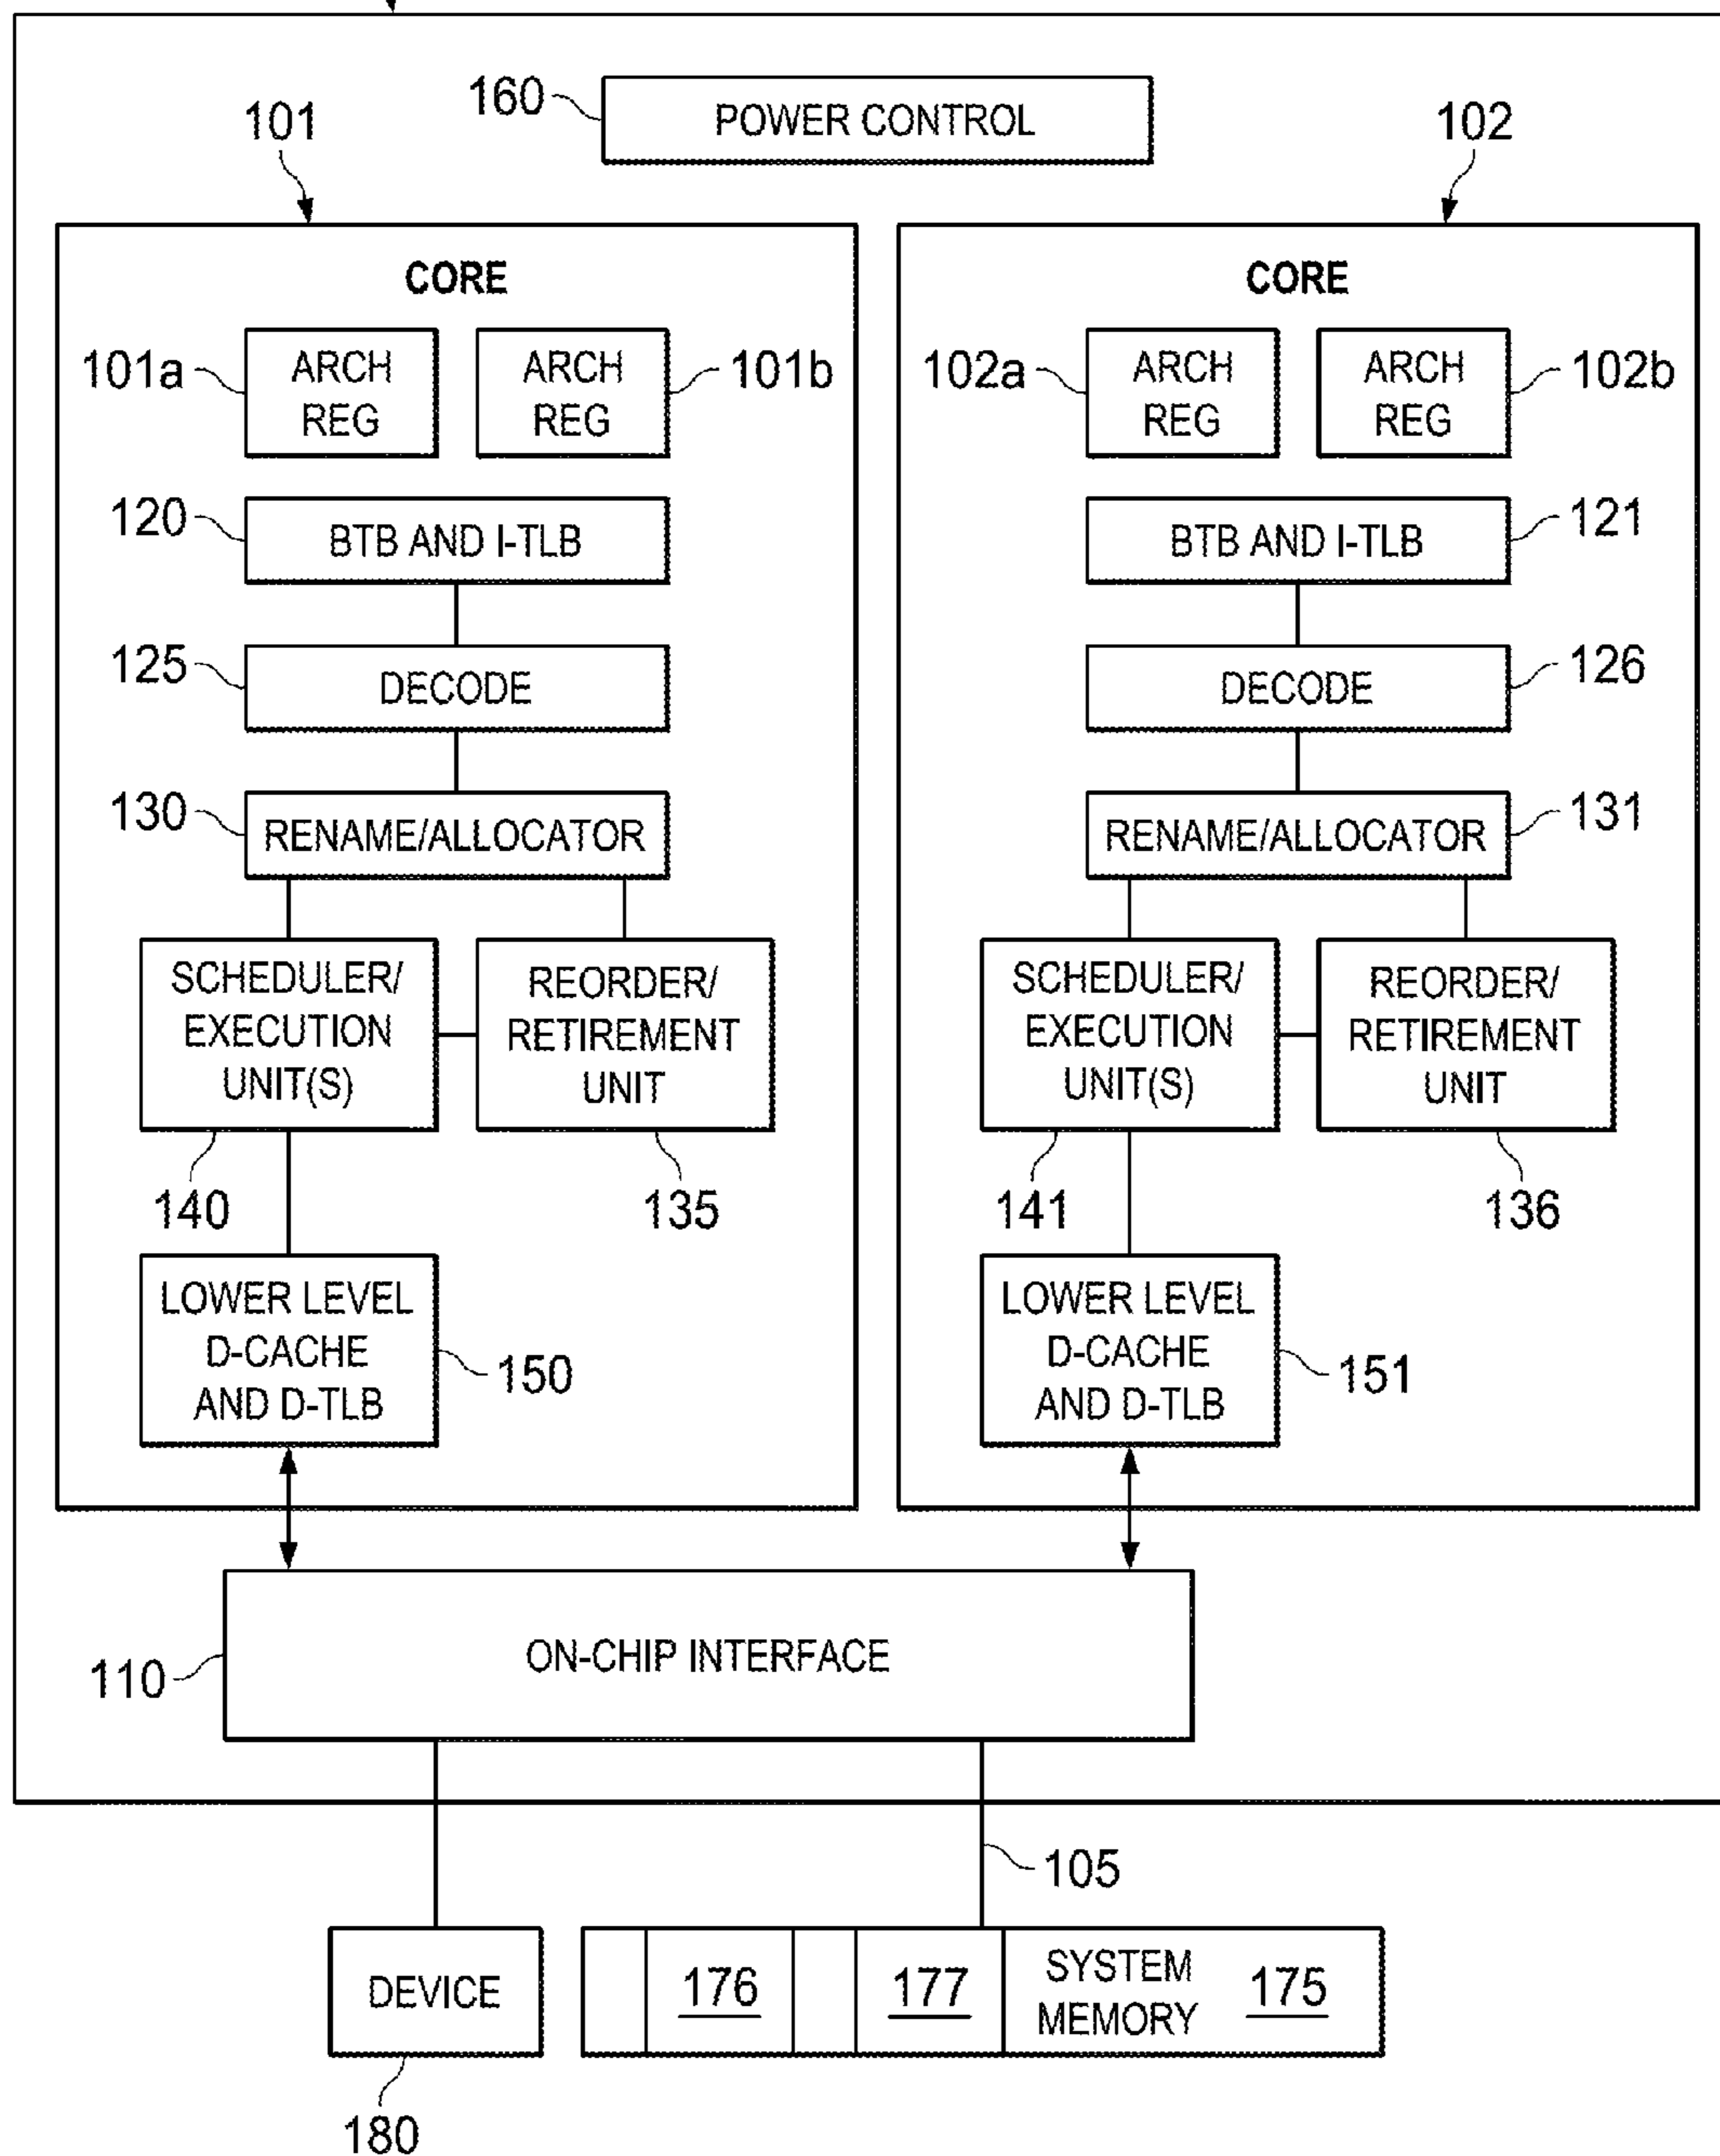 160
POWER CONTROL
101
102
CORE
101a
ARCH
REG
ARCH
REG
101b
120
BTB AND I-TLB
125
DECODE
130
RENAME/ALLOCATOR
SCHEDULER/
EXECUTION
UNIT(S)
REORDER/
RETIREMENT
UNIT
140
135
LOWER LEVEL
D-CACHE
AND D-TLB
150
CORE
102a
ARCH
REG
ARCH
REG
102b
BTB AND I-TLB
121
DECODE
126
RENAME/ALLOCATOR
131
SCHEDULER/
EXECUTION
UNIT(S)
REORDER/
RETIREMENT
UNIT
141
136
LOWER LEVEL
D-CACHE
AND D-TLB
151
110
ON-CHIP INTERFACE
105
DEVICE
176
177
SYSTEM
MEMORY
175
180